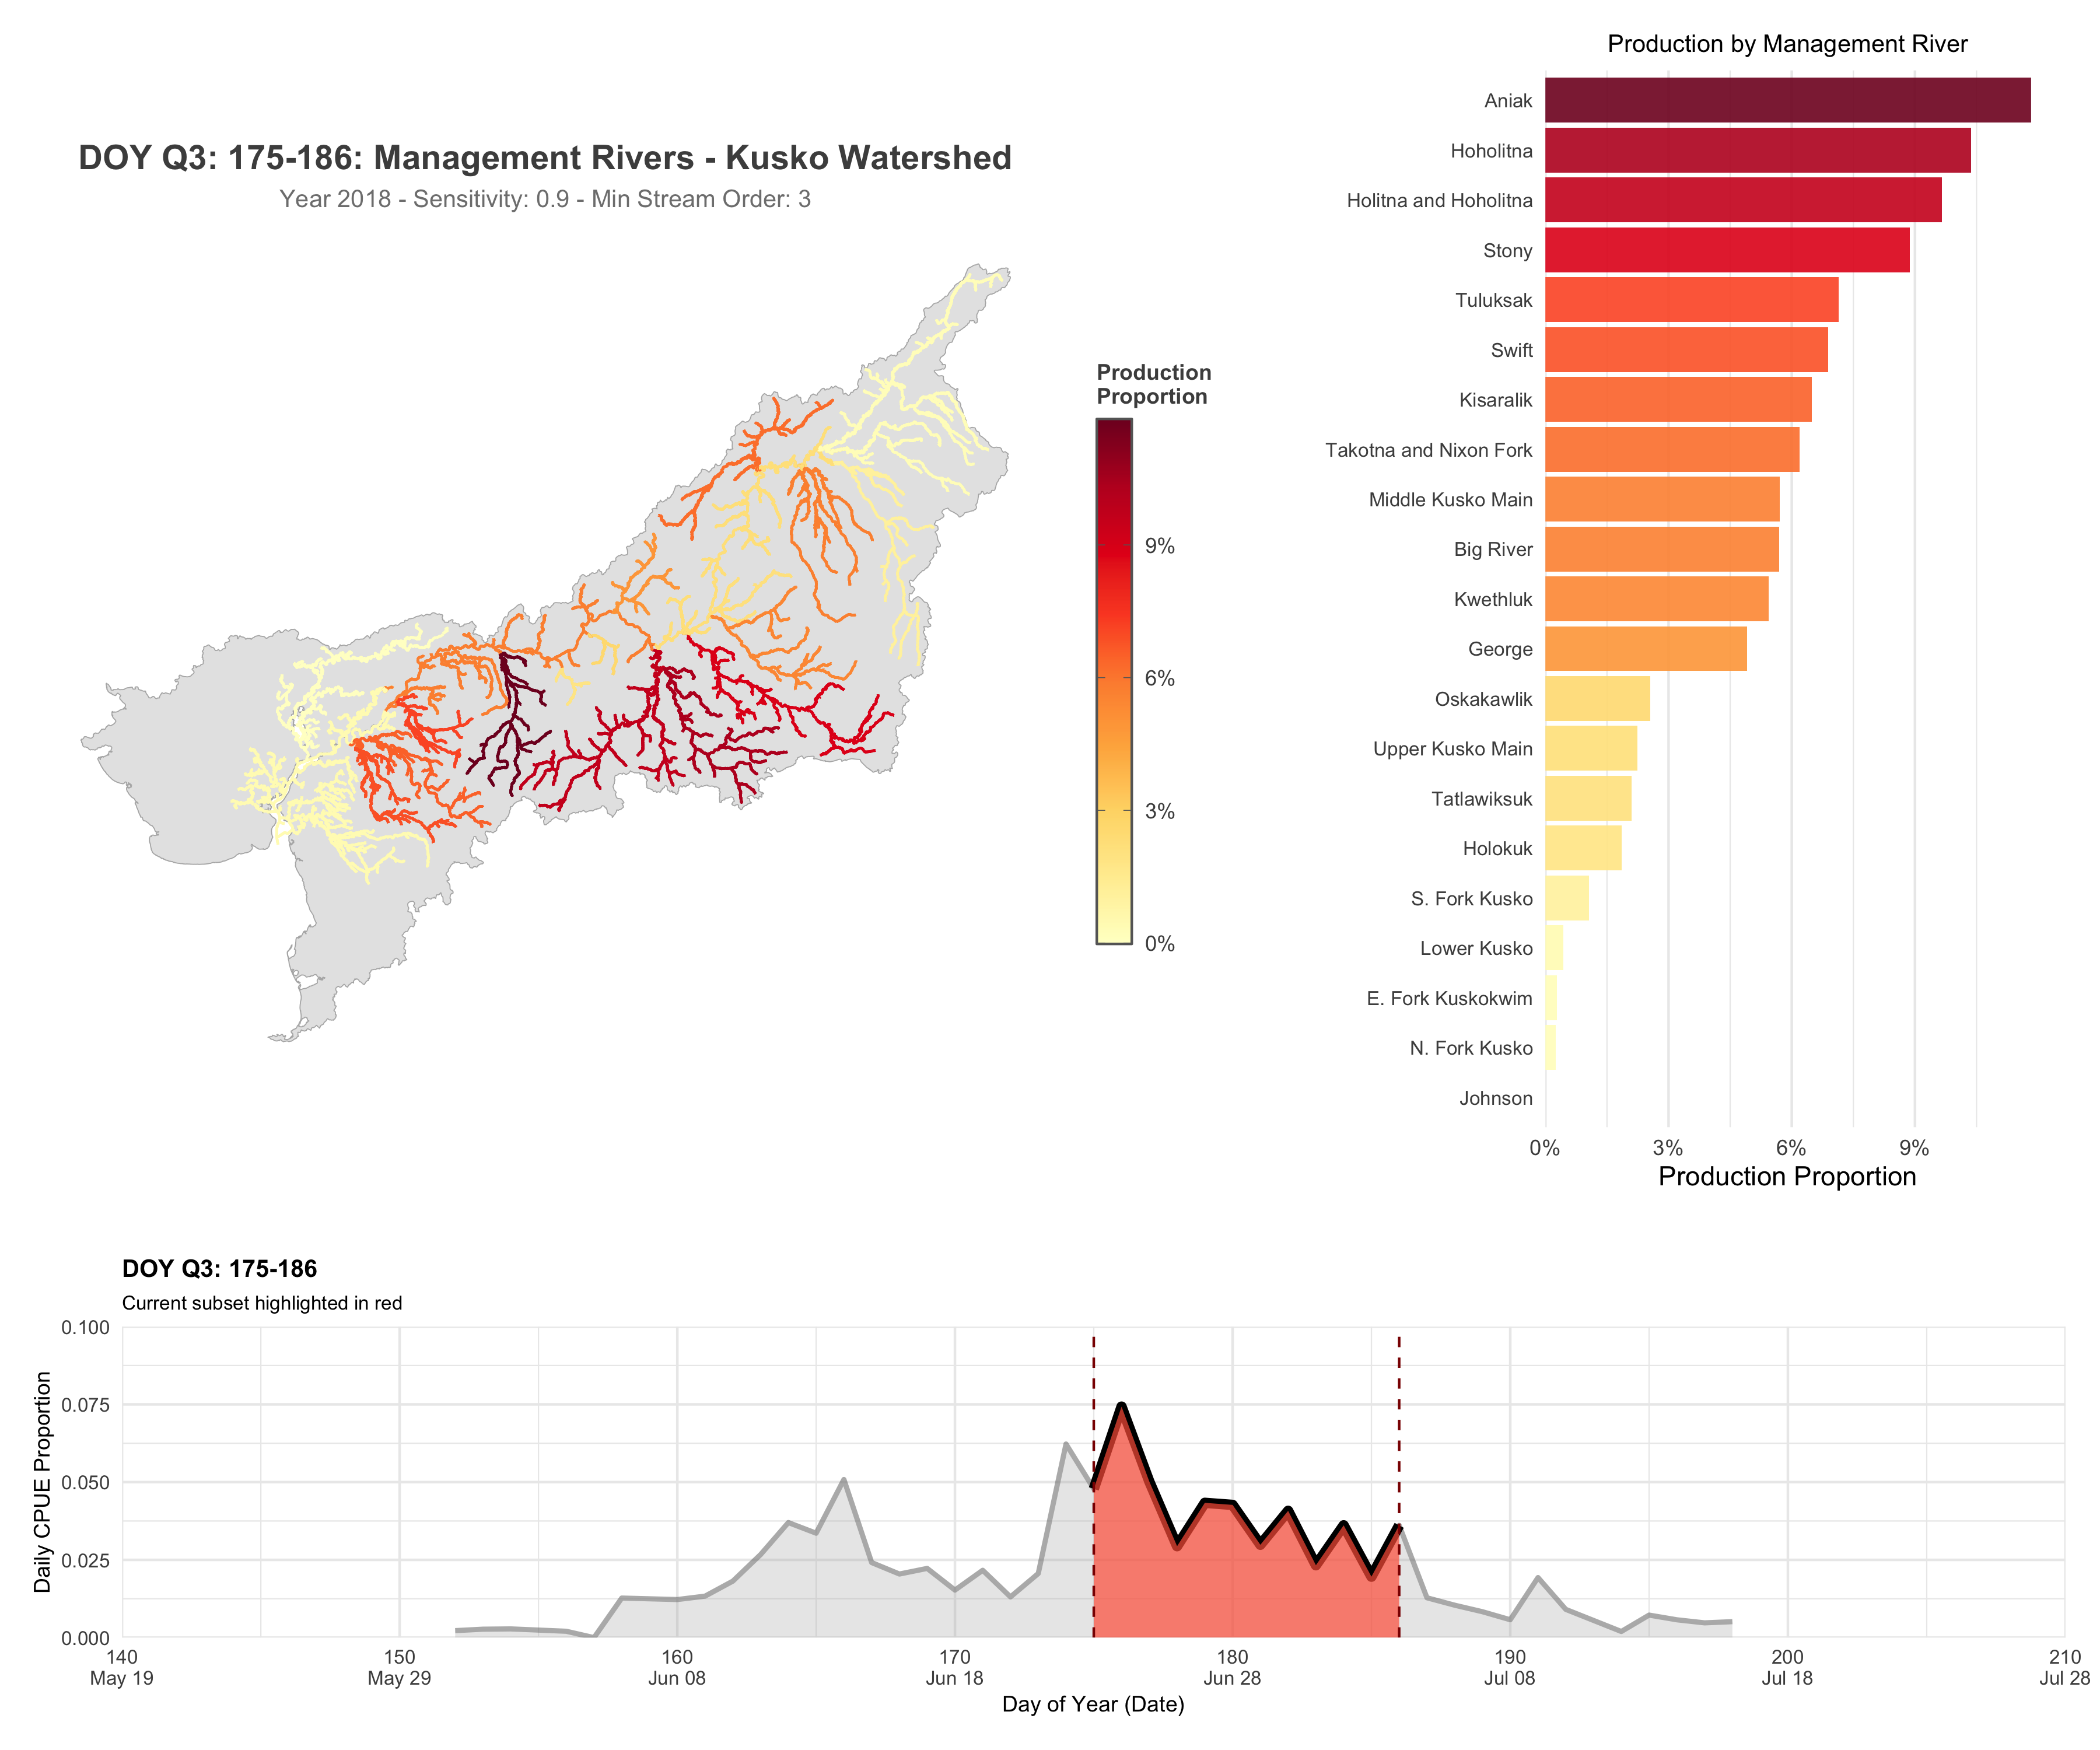 Production by Management River
Aniak
Hoholitna
Holitna and Hoholitna
Stony
Tuluksak
Swift
Kisaralik
Takotna and Nixon Fork
Middle Kusko Main
Big River
Kwethluk
George
Oskakawlik
Upper Kusko Main
Tatlawiksuk
Holokuk
S. Fork Kusko
Lower Kusko
E. Fork Kuskokwim
N. Fork Kusko
Johnson
0% 3% 6% 9%
Production Proportion
DOY Q3: 175-186: Management Rivers - Kusko Watershed
Year 2018 - Sensitivity: 0.9 - Min Stream Order: 3
Production
Proportion
9%
6%
3%
0%
DOY Q3: 175-186
Current subset highlighted in red
Daily CPUE Proportion
0.100
0.075
0.050
0.025
0.000
140 150 160 170 180 190 200 210
May 19 May 29 Jun 08 Jun 18 Jun 28 Jul 08 Jul 18 Jul 28
Day of Year (Date)